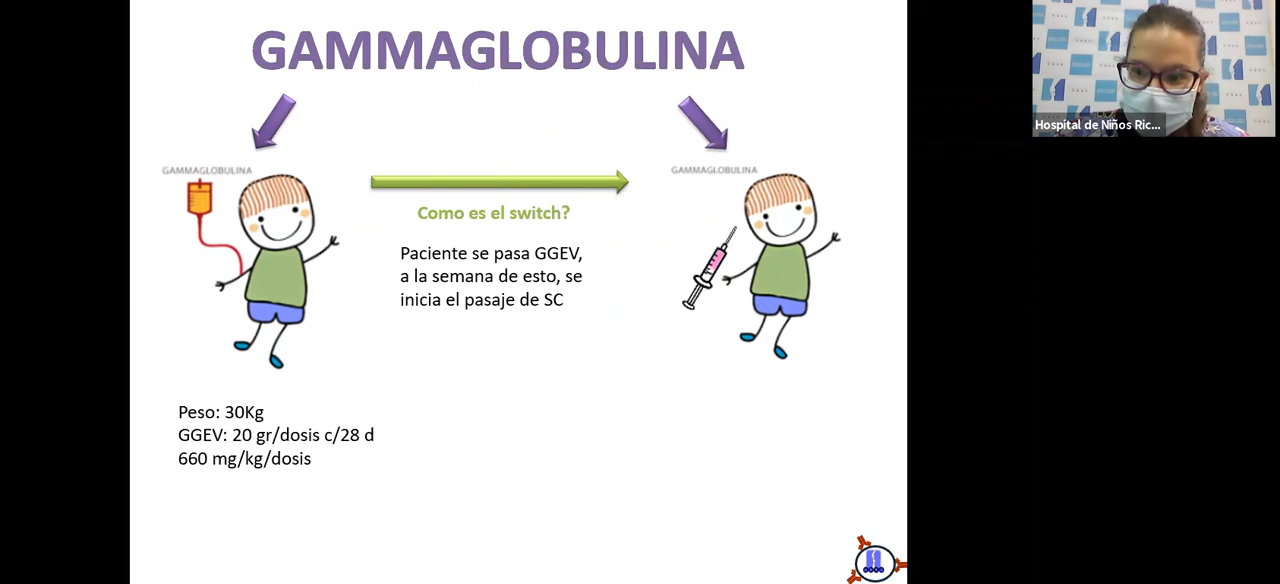 GAMMAGLOBULINA
GAMMAGLOBULINA
GAMMAGLOBULINA
Como es el switch?
Paciente se pasa GGEV,
a la semana de esto, se
inicia el pasaje de SC
Peso: 30Kg
GGEV: 20 gr/dosis c/28 d
660 mg/kg/dosis
Hospital de Niños Ric...